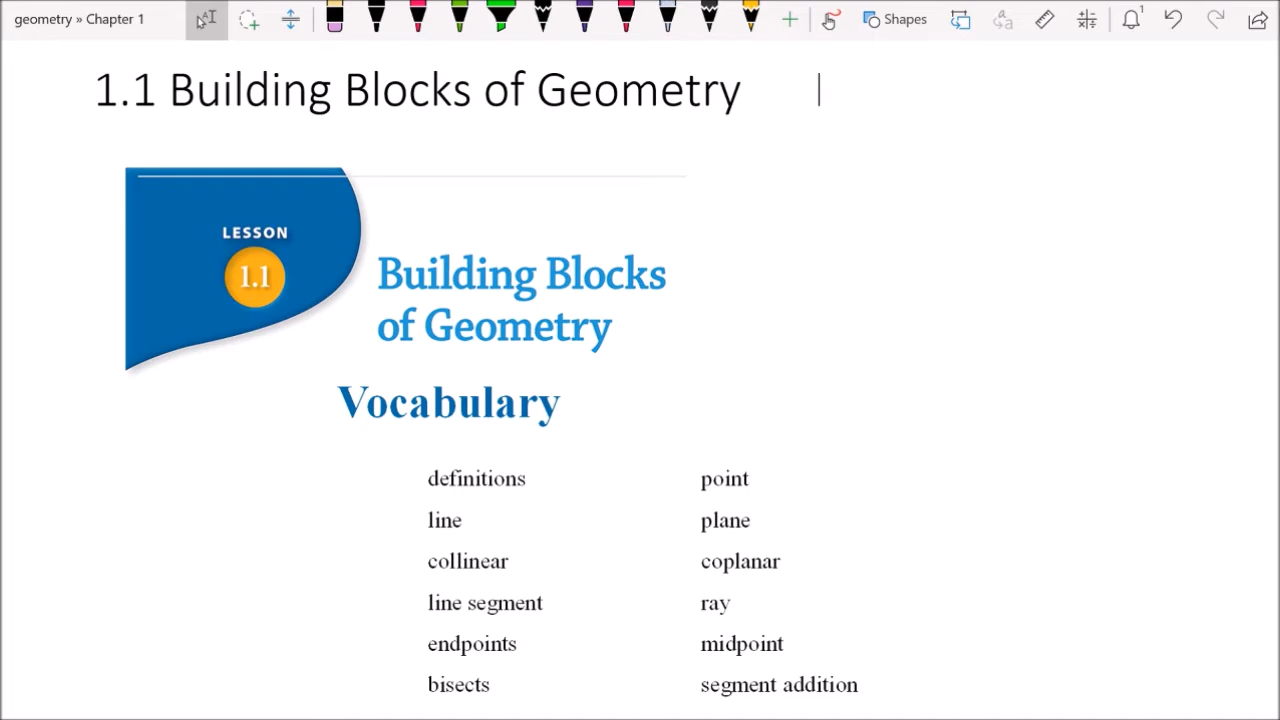 geometry » Chapter 1
Shapes
1.1 Building Blocks of Geometry
LESSON
1.1
Building Blocks
of Geometry
Vocabulary
definitions point
line plane
collinear coplanar
line segment ray
endpoints midpoint
bisects segment addition